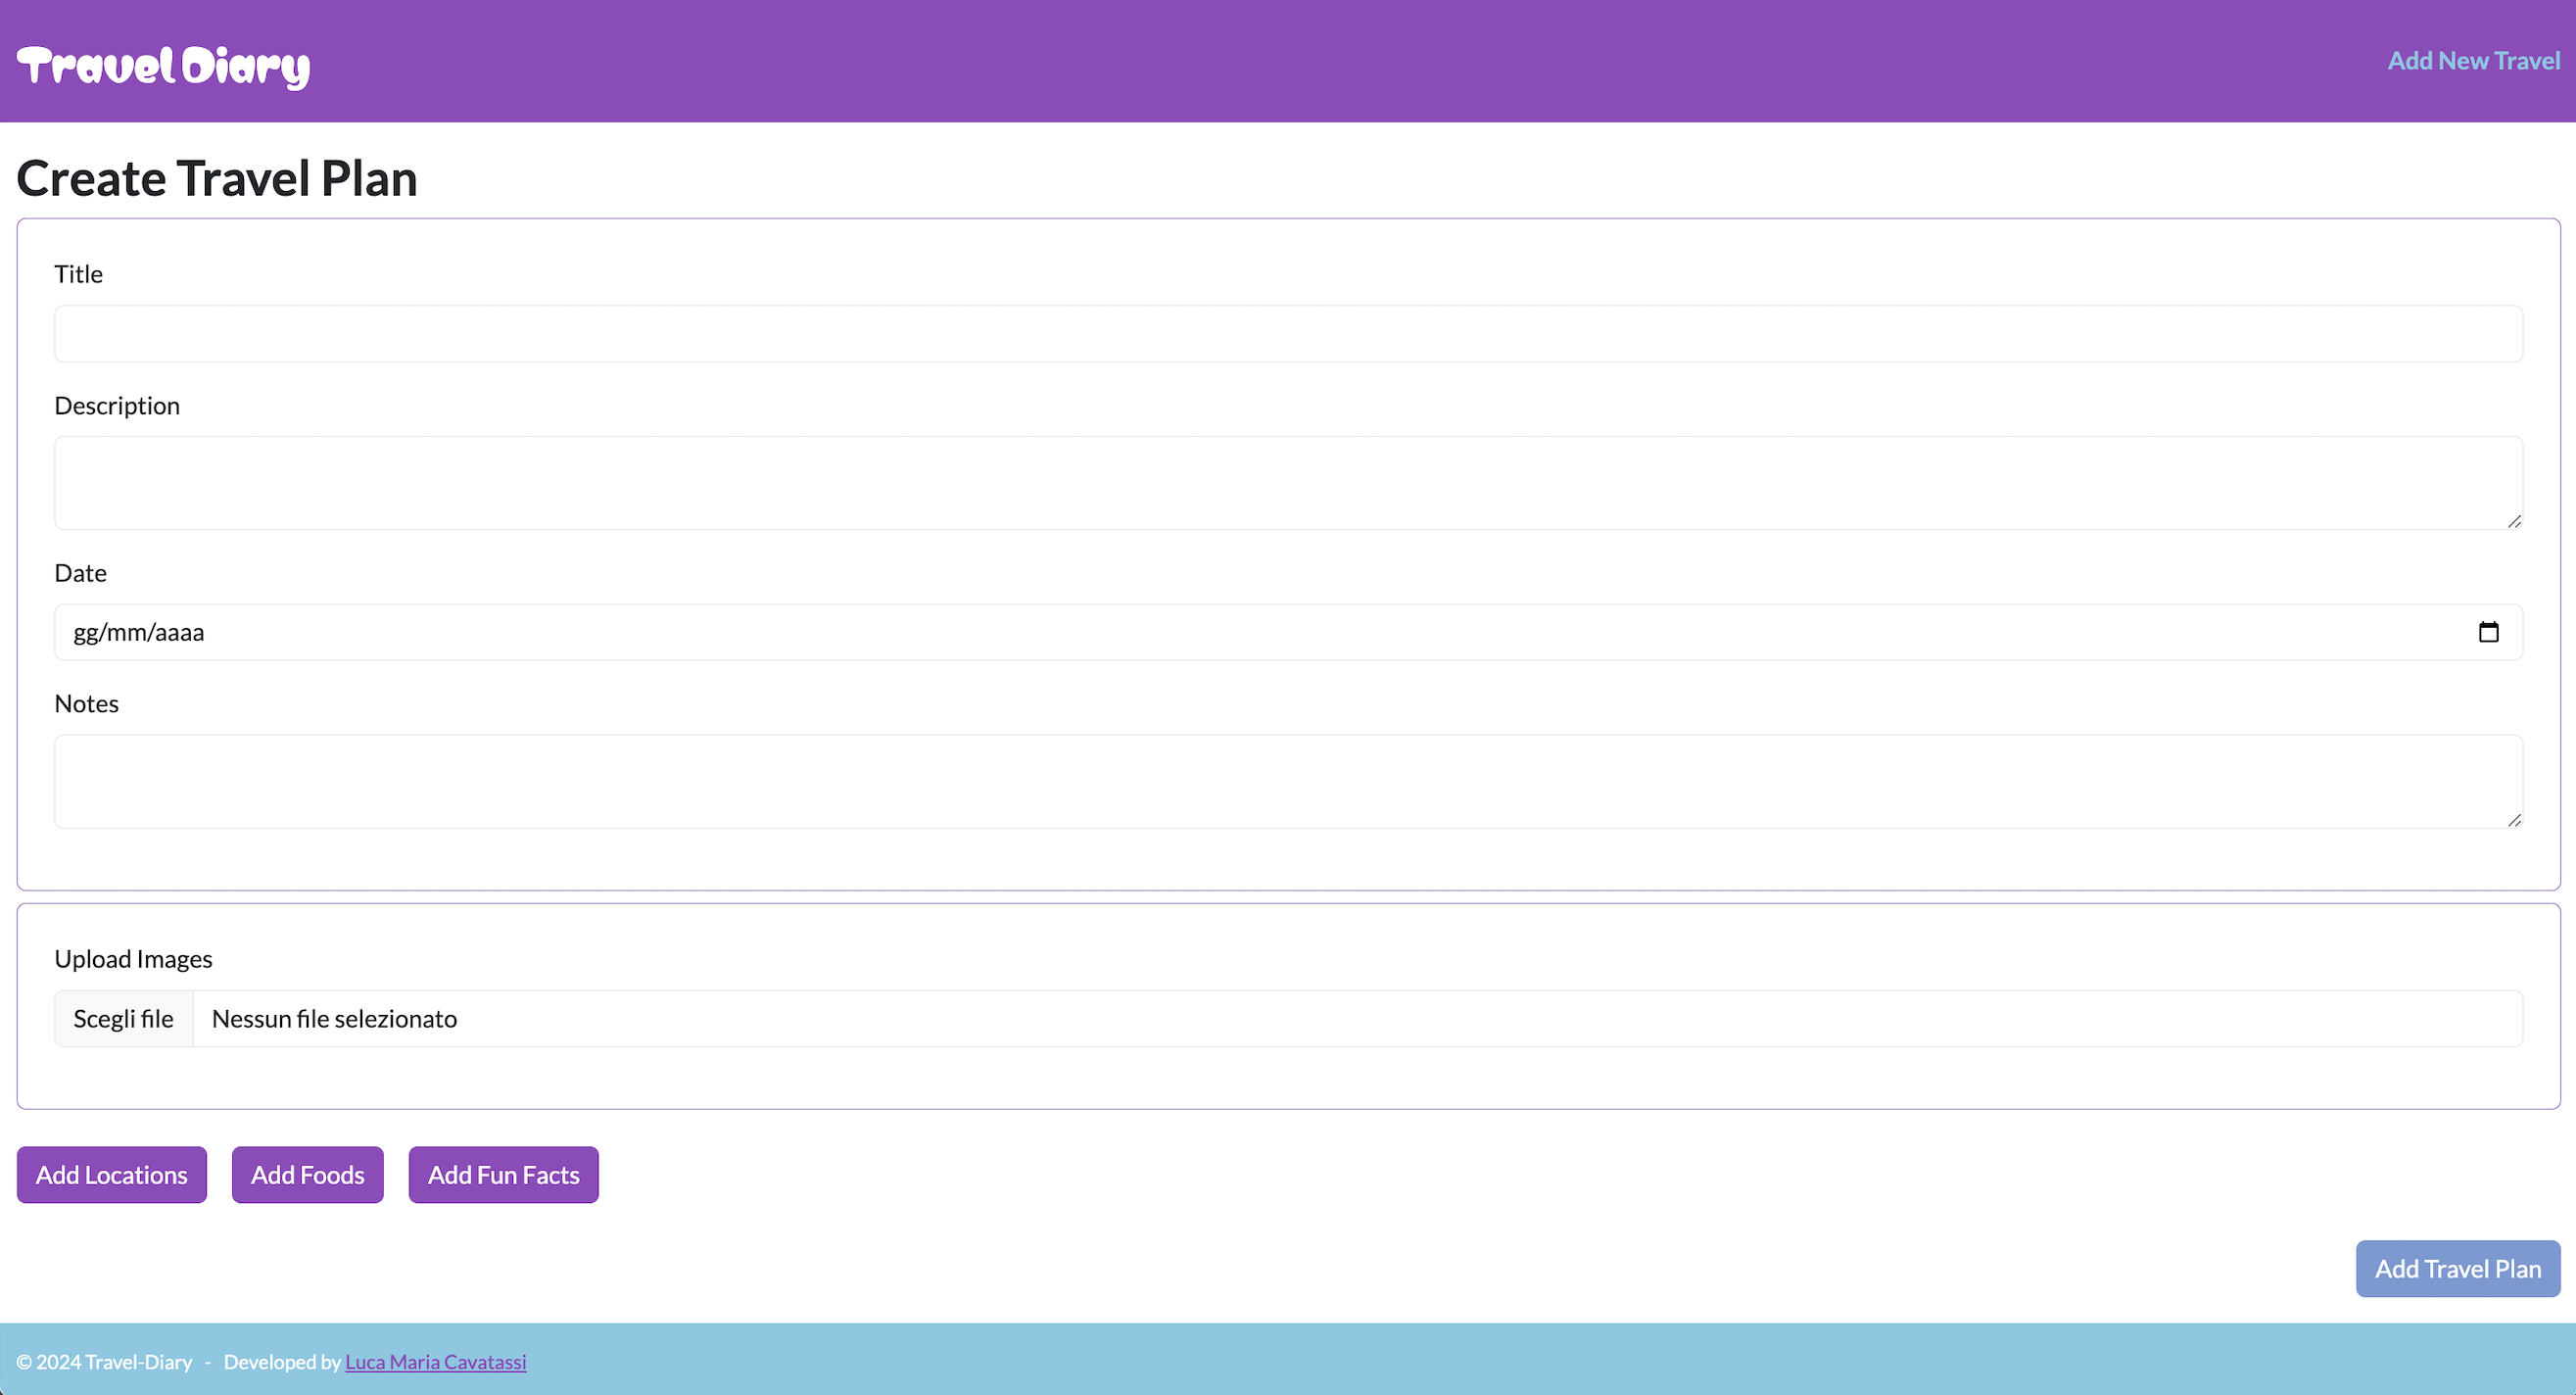 Travel Diary
Add New Travel
Create Travel Plan
Title
Description
Date
gg/mm/aaaa
Notes
Upload Images
Scegli file Nessun file selezionato
Add Locations Add Foods Add Fun Facts
Add Travel Plan
© 2024 Travel-Diary - Developed by Luca Maria Cavatassi